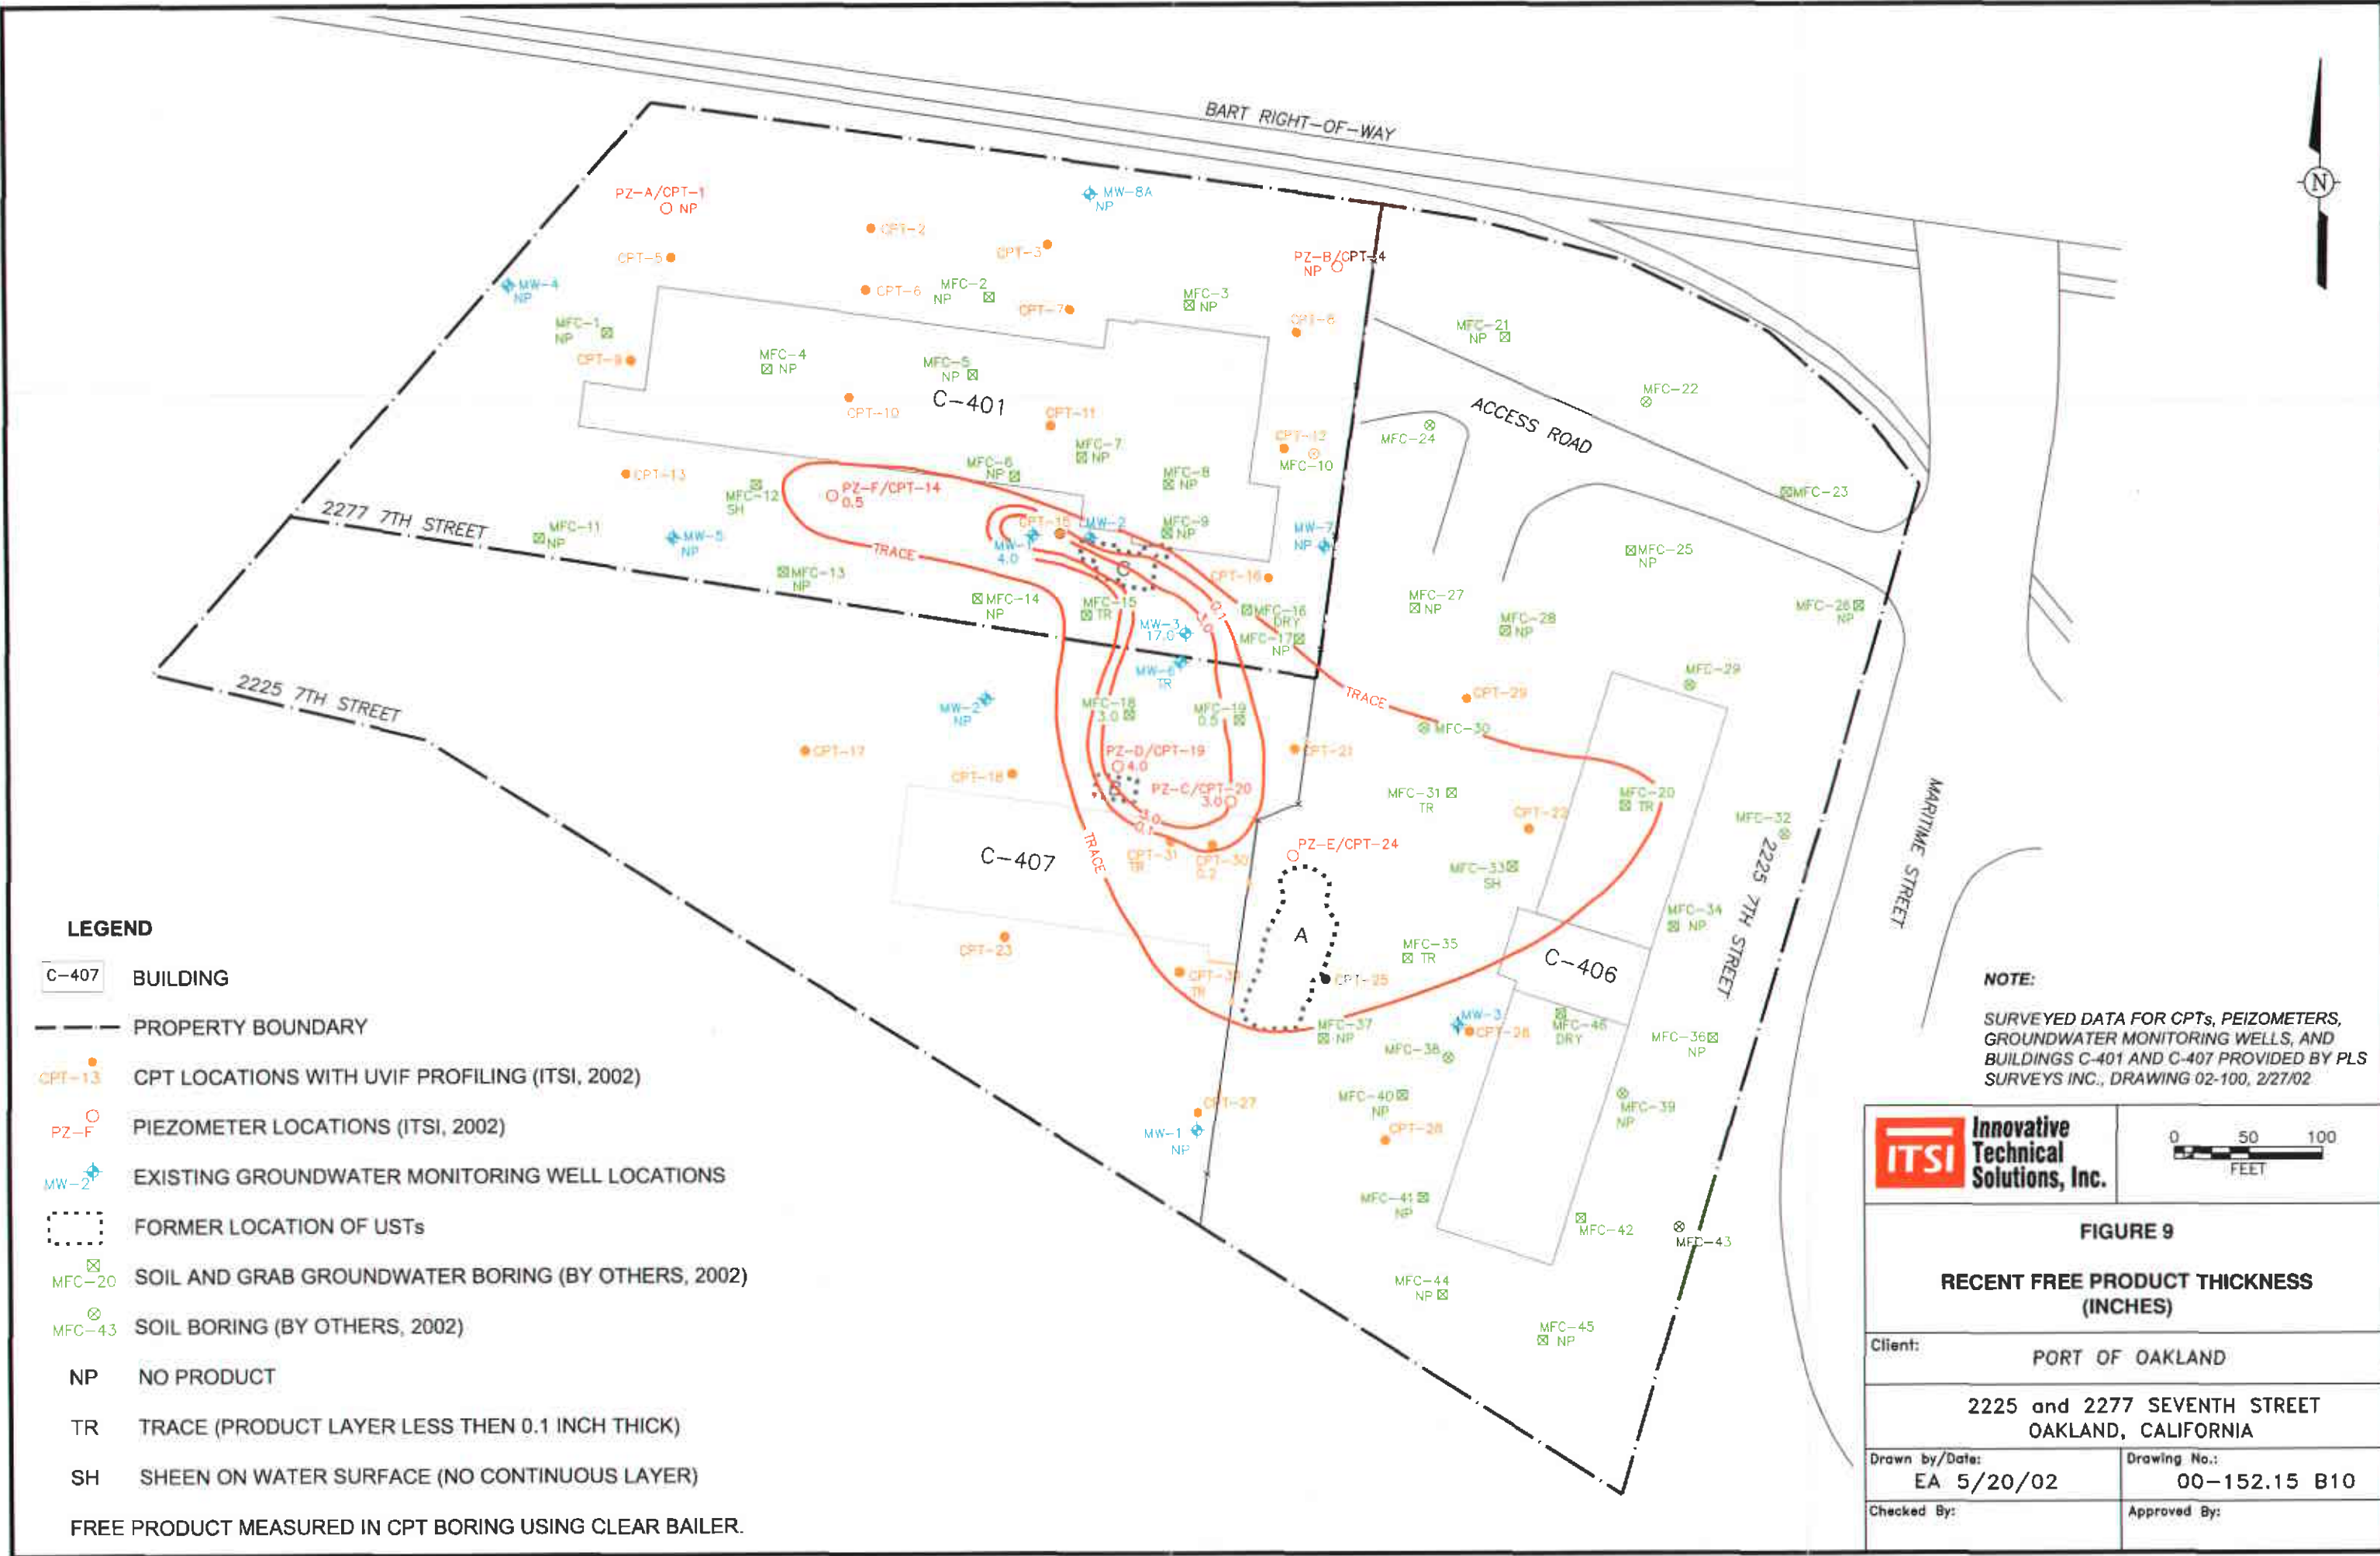 BART RIGHT-OF-WAY
N
PZ-A/CPT-1
NP
MW-8A
NP
CPT-2
CPT-3
CPT-5
PZ-B/CPT-4
NP
MW-4
NP
CPT-6
MFC-2
NP
CPT-7
MFC-3
NP
CPT-8
MFC-1
NP
CPT-9
MFC-4
NP
MFC-5
NP
C-401
CPT-10
CPT-11
MFC-21
NP
MFC-22
ACCESS ROAD
MFC-24
CPT-12
MFC-10
MFC-7
NP
MFC-6
NP
MFC-8
NP
CPT-13
MFC-12
SH
PZ-F/CPT-14
0.5
MFC-23
2277 7TH STREET
MFC-11
NP
MW-5
NP
TRACE
CPT-15
MW-2
MW-1
4.0
MFC-9
NP
MW-7
NP
C
CPT-16
MFC-25
NP
MFC-13
NP
MFC-14
NP
MFC-15
TR
0.1
3.0
MFC-16
DRY
MFC-17
NP
MFC-27
NP
MFC-28
NP
MFC-26
NP
MW-3
17.0
MW-6
TR
2225 7TH STREET
MW-2
NP
MFC-18
3.0
MFC-19
0.5
TRACE
CPT-29
MFC-29
MFC-30
CPT-17
CPT-18
PZ-D/CPT-19
4.0
CPT-21
B
PZ-C/CPT-20
3.0
MFC-31
TR
CPT-22
MFC-20
TR
MFC-32
MARITIME STREET
3.0
0.1
TRACE
C-407
CPT-31
TR
CPT-30
0.2
PZ-E/CPT-24
MFC-33
SH
2225 7TH STREET
MFC-34
NP
A
MFC-35
TR
C-406
CPT-23
TR
CPT-25
MFC-37
NP
MW-3
CPT-26
MFC-38
MFC-46
DRY
MFC-36
NP
CPT-27
MW-1
NP
MFC-40
NP
CPT-28
MFC-39
NP
MFC-41
NP
MFC-42
MFC-43
MFC-44
NP
MFC-45
NP
LEGEND
C-407 BUILDING
PROPERTY BOUNDARY
CPT-13 CPT LOCATIONS WITH UVIF PROFILING (ITSI, 2002)
PZ-F PIEZOMETER LOCATIONS (ITSI, 2002)
MW-2 EXISTING GROUNDWATER MONITORING WELL LOCATIONS
FORMER LOCATION OF USTs
MFC-20 SOIL AND GRAB GROUNDWATER BORING (BY OTHERS, 2002)
MFC-43 SOIL BORING (BY OTHERS, 2002)
NP NO PRODUCT
TR TRACE (PRODUCT LAYER LESS THEN 0.1 INCH THICK)
SH SHEEN ON WATER SURFACE (NO CONTINUOUS LAYER)
FREE PRODUCT MEASURED IN CPT BORING USING CLEAR BAILER.
NOTE:
SURVEYED DATA FOR CPTs, PEIZOMETERS,
GROUNDWATER MONITORING WELLS, AND
BUILDINGS C-401 AND C-407 PROVIDED BY PLS
SURVEYS INC., DRAWING 02-100, 2/27/02
ITSI
Innovative
Technical
Solutions, Inc.
0 50 100
FEET
FIGURE 9
RECENT FREE PRODUCT THICKNESS
(INCHES)
Client:
PORT OF OAKLAND
2225 and 2277 SEVENTH STREET
OAKLAND, CALIFORNIA
Drawn by/Date:
EA 5/20/02
Drawing No.:
00-152.15 B10
Checked By:
Approved By: